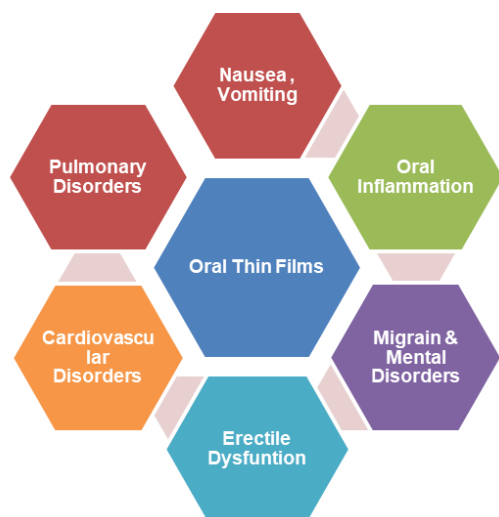 Nausea ,
Vomiting
Pulmonary
Disorders
Oral
Inflammation
Oral Thin Films
Cardiovascu
lar
Disorders
Migrain &
Mental
Disorders
Erectile
Dysfuntion